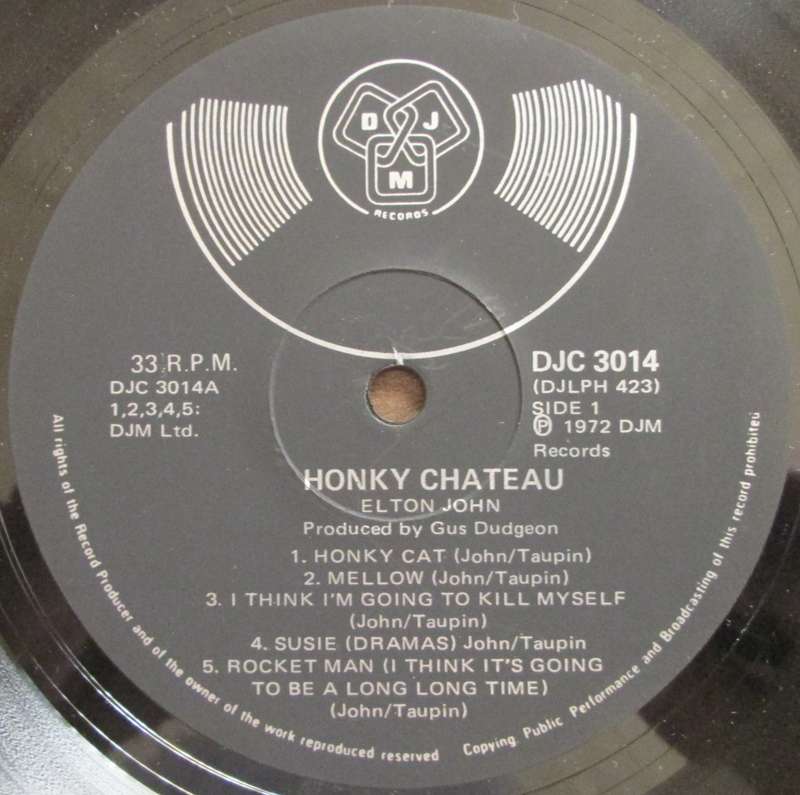 D J
M
RECORDS
33 R.P.M.
DJC 3014A
1,2,3,4,5:
DJM Ltd.
DJC 3014
(DJLPH 423)
SIDE 1
Ⓟ 1972 DJM
Records
HONKY CHATEAU
ELTON JOHN
Produced by Gus Dudgeon
1. HONKY CAT (John/Taupin)
2. MELLOW (John/Taupin)
3. I THINK I'M GOING TO KILL MYSELF
(John/Taupin)
4. SUSIE (DRAMAS) John/Taupin
5. ROCKET MAN (I THINK IT'S GOING
TO BE A LONG LONG TIME)
(John/Taupin)
All rights of the Record Producer and of the owner of the work reproduced reserved
Copying Public Performance and Broadcasting of this record prohibited